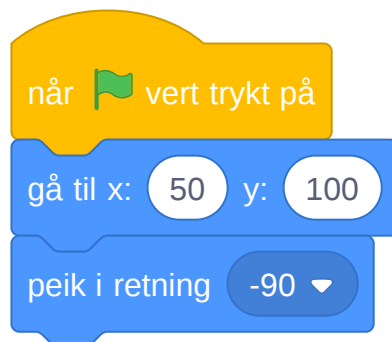 når vert trykt på
gå til x: 50 y: 100
peik i retning -90